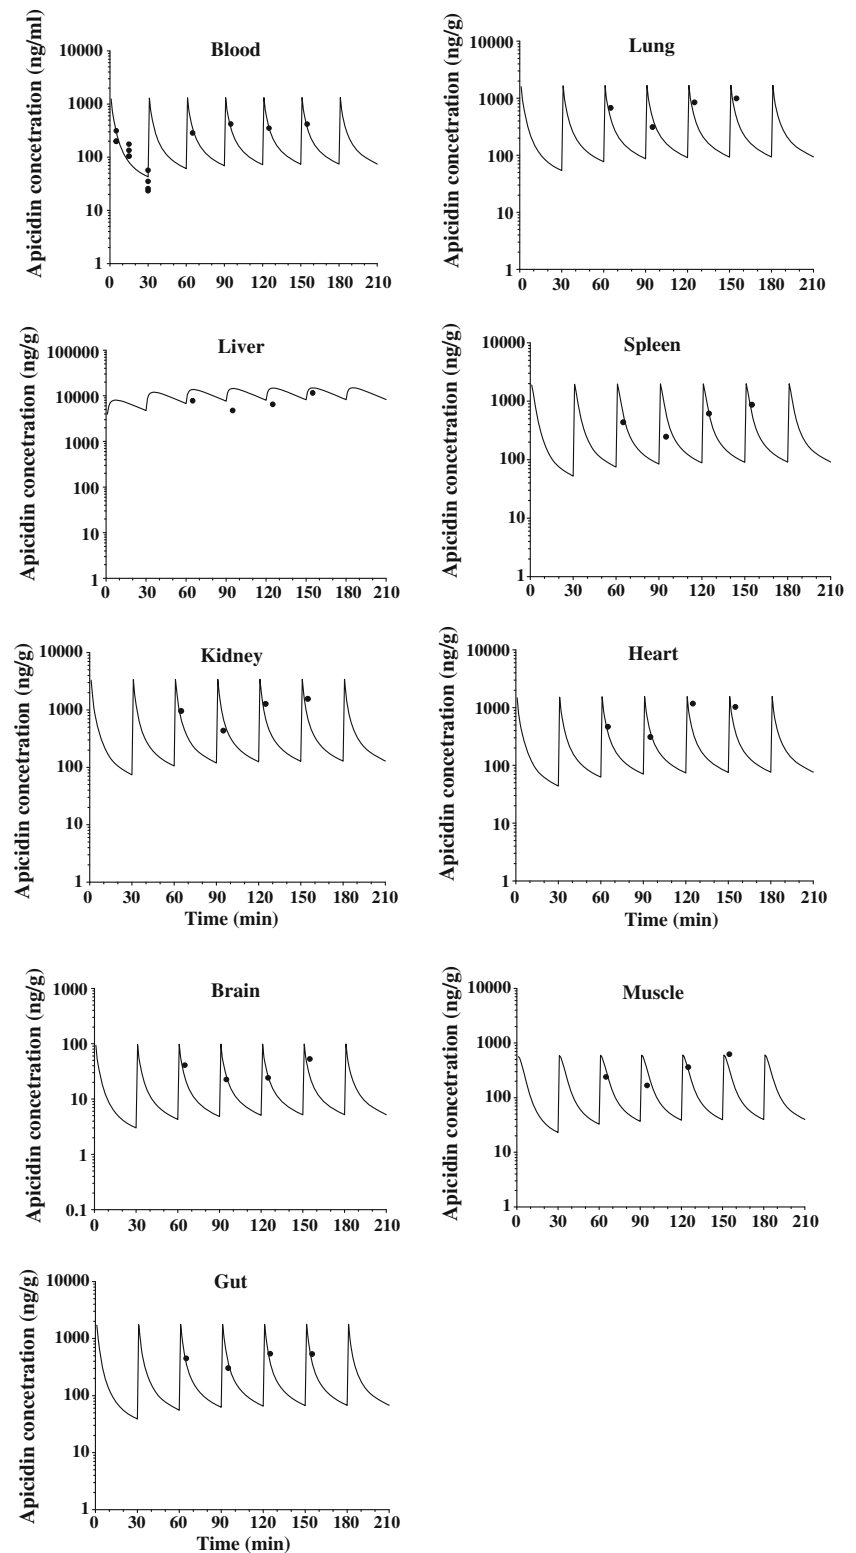 Blood
Apicidin concetration (ng/ml)
10000
1000
100
10
1
0 30 60 90 120 150 180 210
Lung
Apicidin concetration (ng/g)
10000
1000
100
10
1
0 30 60 90 120 150 180 210
Liver
Apicidin concetration (ng/g)
100000
10000
1000
100
10
1
0 30 60 90 120 150 180 210
Spleen
Apicidin concetration (ng/g)
10000
1000
100
10
1
0 30 60 90 120 150 180 210
Kidney
Apicidin concetration (ng/g)
10000
1000
100
10
1
0 30 60 90 120 150 180 210
Time (min)
Heart
Apicidin concetration (ng/g)
10000
1000
100
10
1
0 30 60 90 120 150 180 210
Time (min)
Brain
Apicidin concetration (ng/g)
1000
100
10
1
0.1
0 30 60 90 120 150 180 210
Muscle
Apicidin concetration (ng/g)
10000
1000
100
10
1
0 30 60 90 120 150 180 210
Gut
Apicidin concetration (ng/g)
10000
1000
100
10
1
0 30 60 90 120 150 180 210
Time (min)